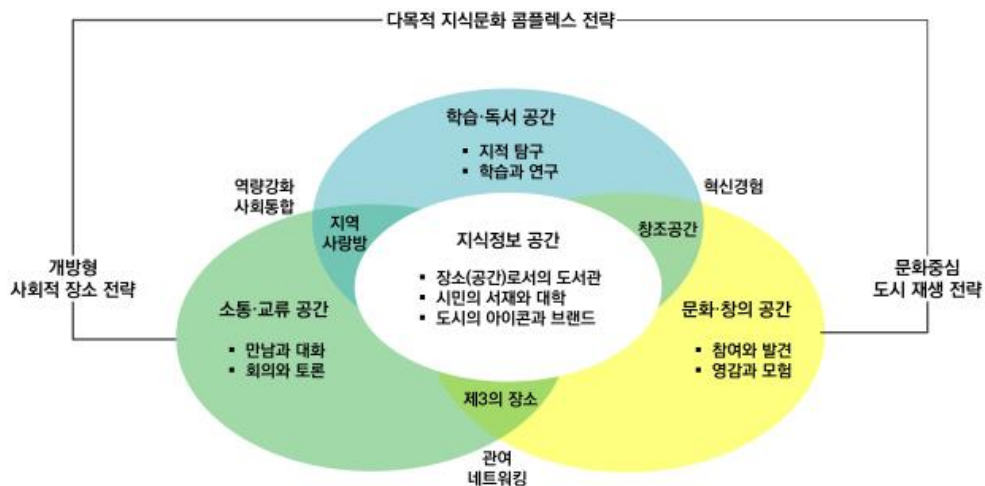 다목적 지식문화 콤플렉스 전략
학습·독서 공간
▪ 지적 탐구
▪ 학습과 연구
역량강화
사회통합
혁신경험
지역
사랑방
창조공간
지식정보 공간
▪ 장소(공간)로서의 도서관
▪ 시민의 서재와 대학
▪ 도시의 아이콘과 브랜드
개방형
사회적 장소 전략
문화중심
도시 재생 전략
소통·교류 공간
▪ 만남과 대화
▪ 회의와 토론
문화·창의 공간
▪ 참여와 발견
▪ 영감과 모험
제3의 장소
관여
네트워킹